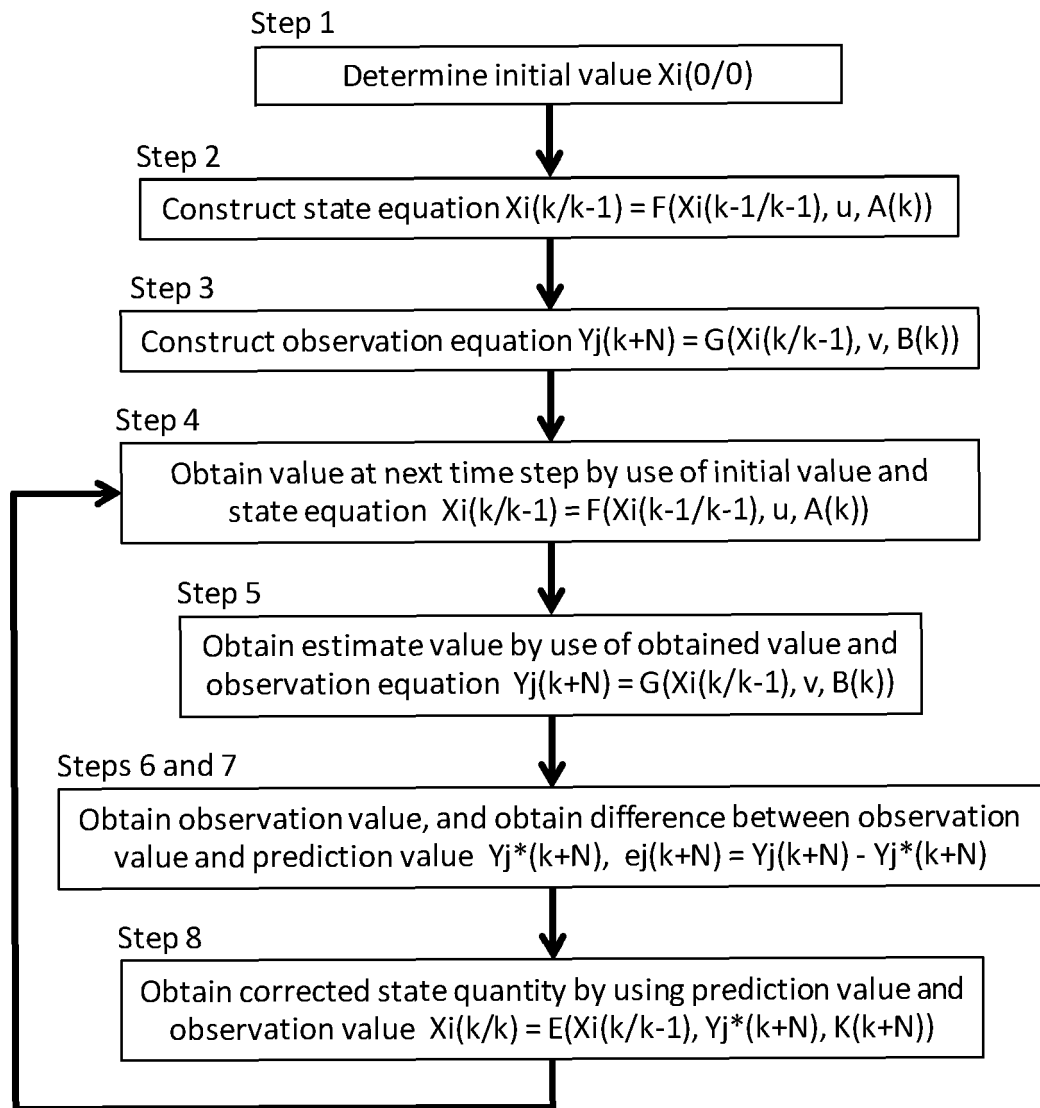 Step 1
Determine initial value Xi(0/0)
Step 2
Construct state equation Xi(k/k-1) = F(Xi(k-1/k-1), u, A(k))
Step 3
Construct observation equation Yj(k+N) = G(Xi(k/k-1), v, B(k))
Step 4
Obtain value at next time step by use of initial value and
state equation Xi(k/k-1) = F(Xi(k-1/k-1), u, A(k))
Step 5
Obtain estimate value by use of obtained value and
observation equation Yj(k+N) = G(Xi(k/k-1), v, B(k))
Steps 6 and 7
Obtain observation value, and obtain difference between observation
value and prediction value Yj*(k+N), ej(k+N) = Yj(k+N) - Yj*(k+N)
Step 8
Obtain corrected state quantity by using prediction value and
observation value Xi(k/k) = E(Xi(k/k-1), Yj*(k+N), K(k+N))